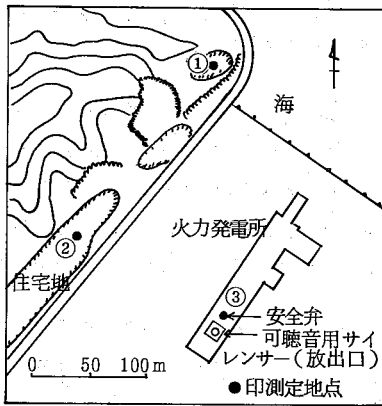 ①
海
火力発電所
②
住宅地
③
安全弁
可聴音用サイ
レンサー(放出口)
0 50 100m
●印測定地点